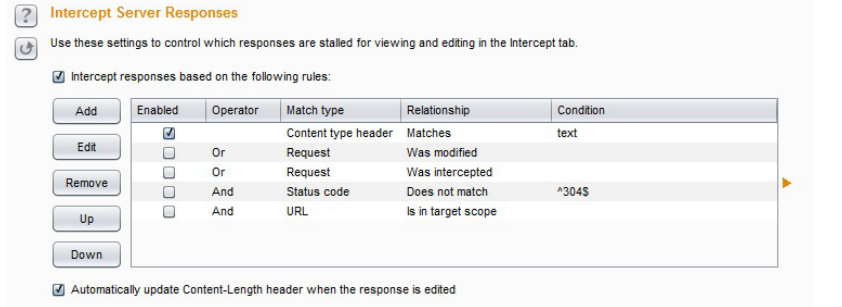 Intercept Server Responses
Use these settings to control which responses are stalled for viewing and editing in the Intercept tab.
Intercept responses based on the following rules:
Add
Edit
Remove
Up
Down
Enabled Operator Match type Relationship Condition
Content type header Matches text
Or Request Was modified
Or Request Was intercepted
And Status code Does not match ^304$
And URL Is in target scope
Automatically update Content-Length header when the response is edited